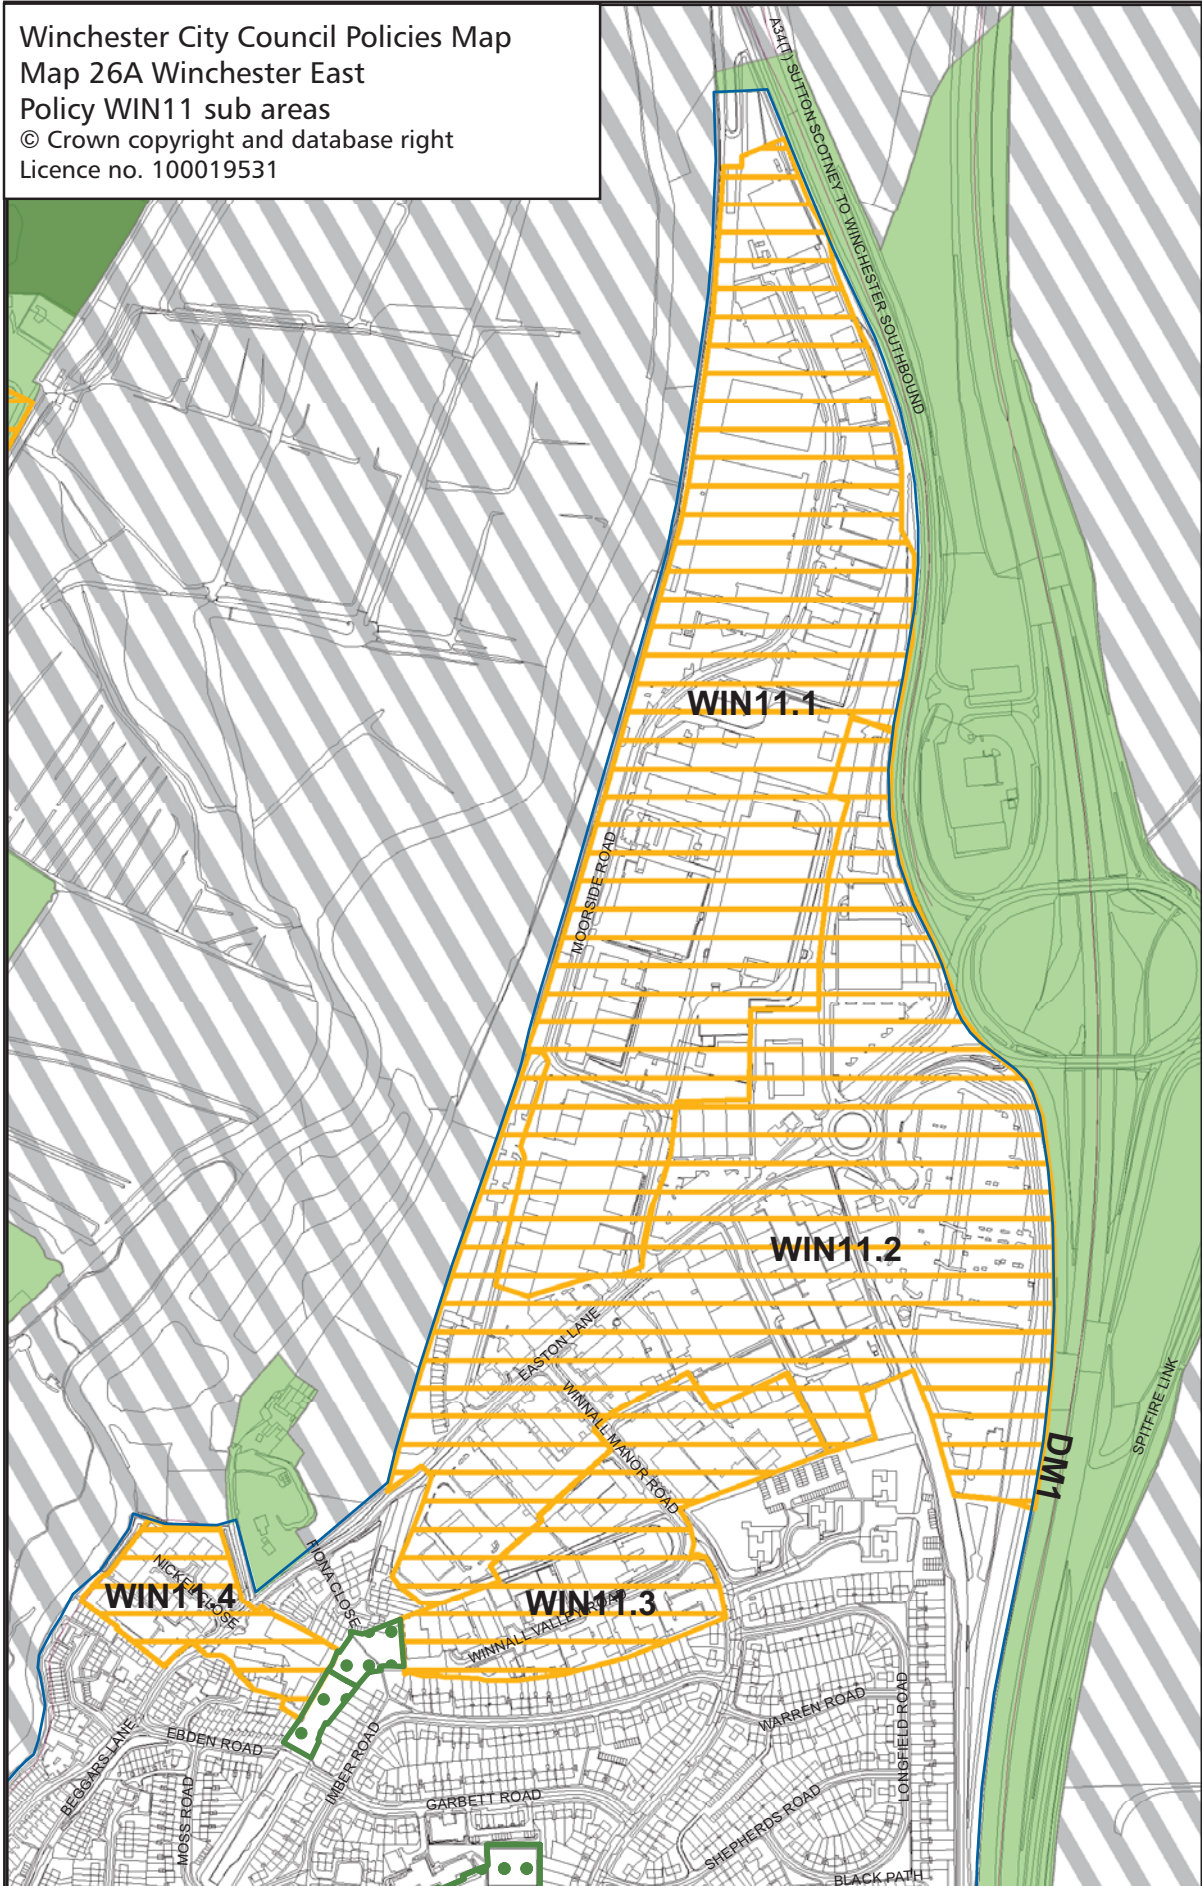 Winchester City Council Policies Map
Map 26A Winchester East
Policy WIN11 sub areas
© Crown copyright and database right
Licence no. 100019531
A34(T) SUTTON SCOTNEY TO WINCHESTER SOUTHBOUND
WIN11.1
MOORSIDE ROAD
WIN11.2
EASTON LANE
WINNALL MANOR ROAD
SPITFIRE LINK
DM1
FIONA CLOSE
NICKEL CLOSE
WIN11.4
WIN11.3
WINNALL VALLEY ROAD
WARREN ROAD
LONGFIELD ROAD
BEGGARS LANE
EBDEN ROAD
IMBER ROAD
MOSS ROAD
GARBETT ROAD
SHEPHERDS ROAD
BLACK PATH